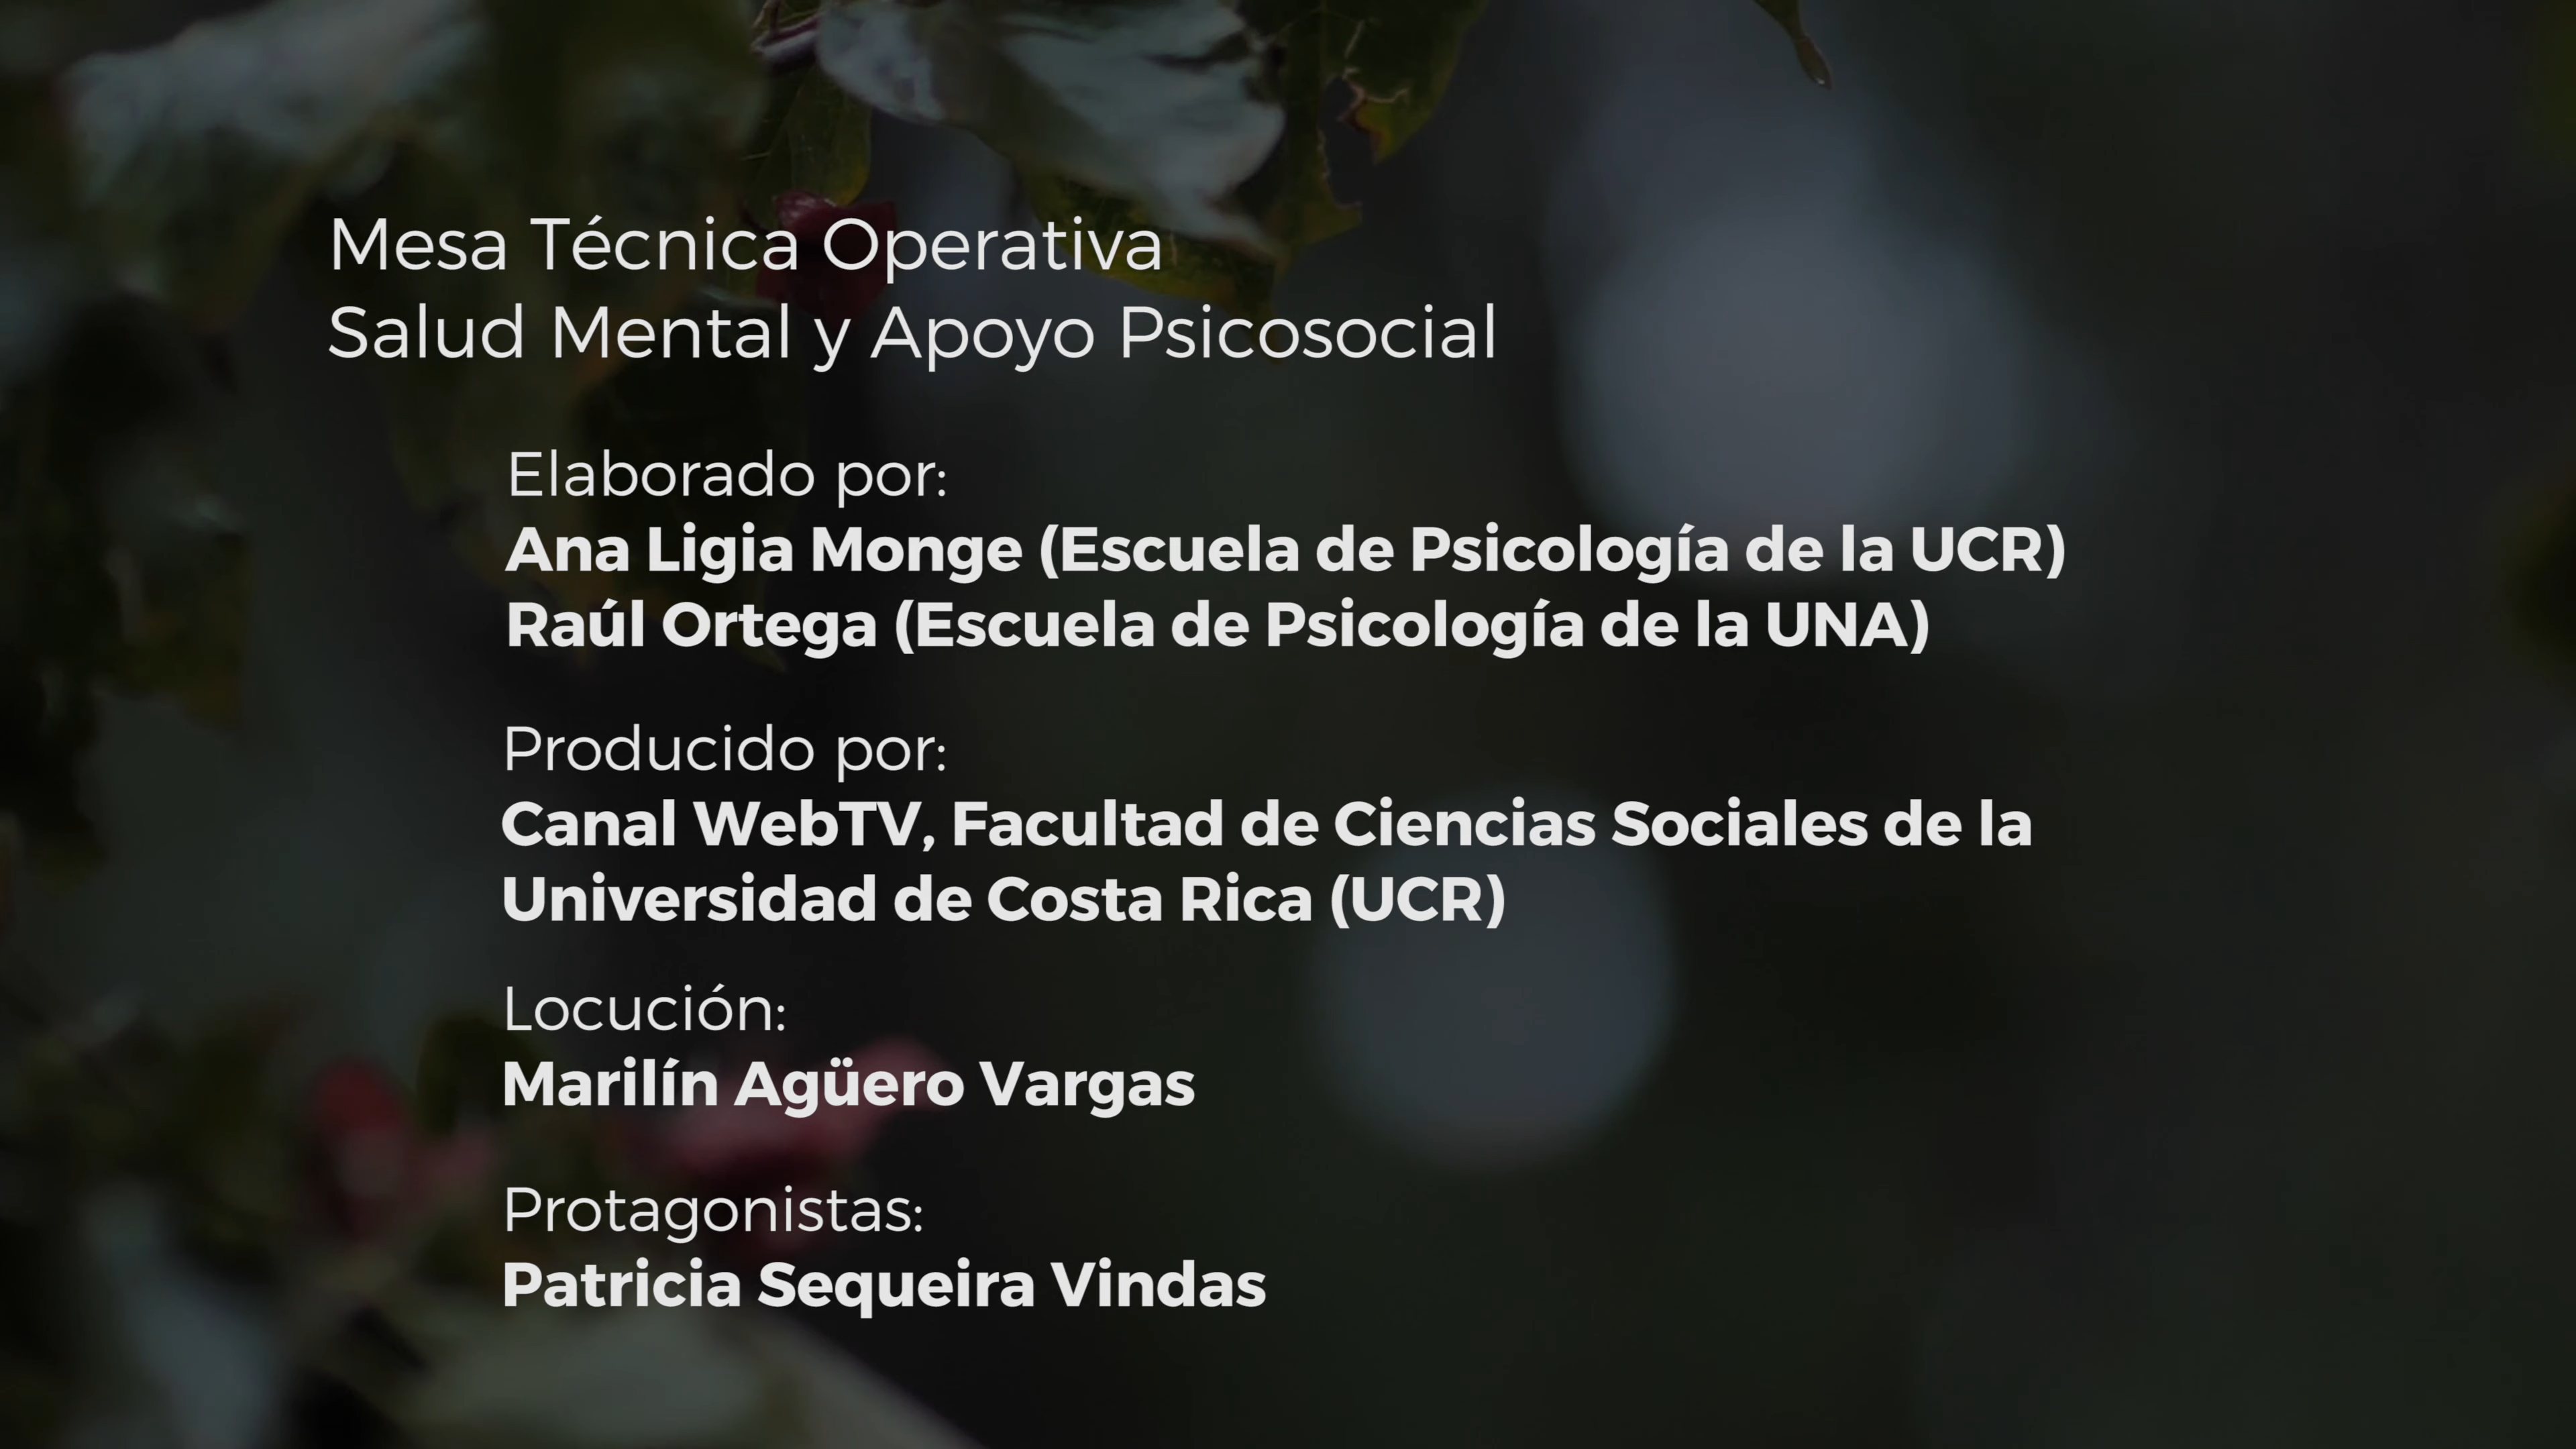 Mesa Técnica Operativa
Salud Mental y Apoyo Psicosocial
Elaborado por:
Ana Ligia Monge (Escuela de Psicología de la UCR)
Raúl Ortega (Escuela de Psicología de la UNA)
Producido por:
Canal WebTV, Facultad de Ciencias Sociales de la
Universidad de Costa Rica (UCR)
Locución:
Marilín Agüero Vargas
Protagonistas:
Patricia Sequeira Vindas